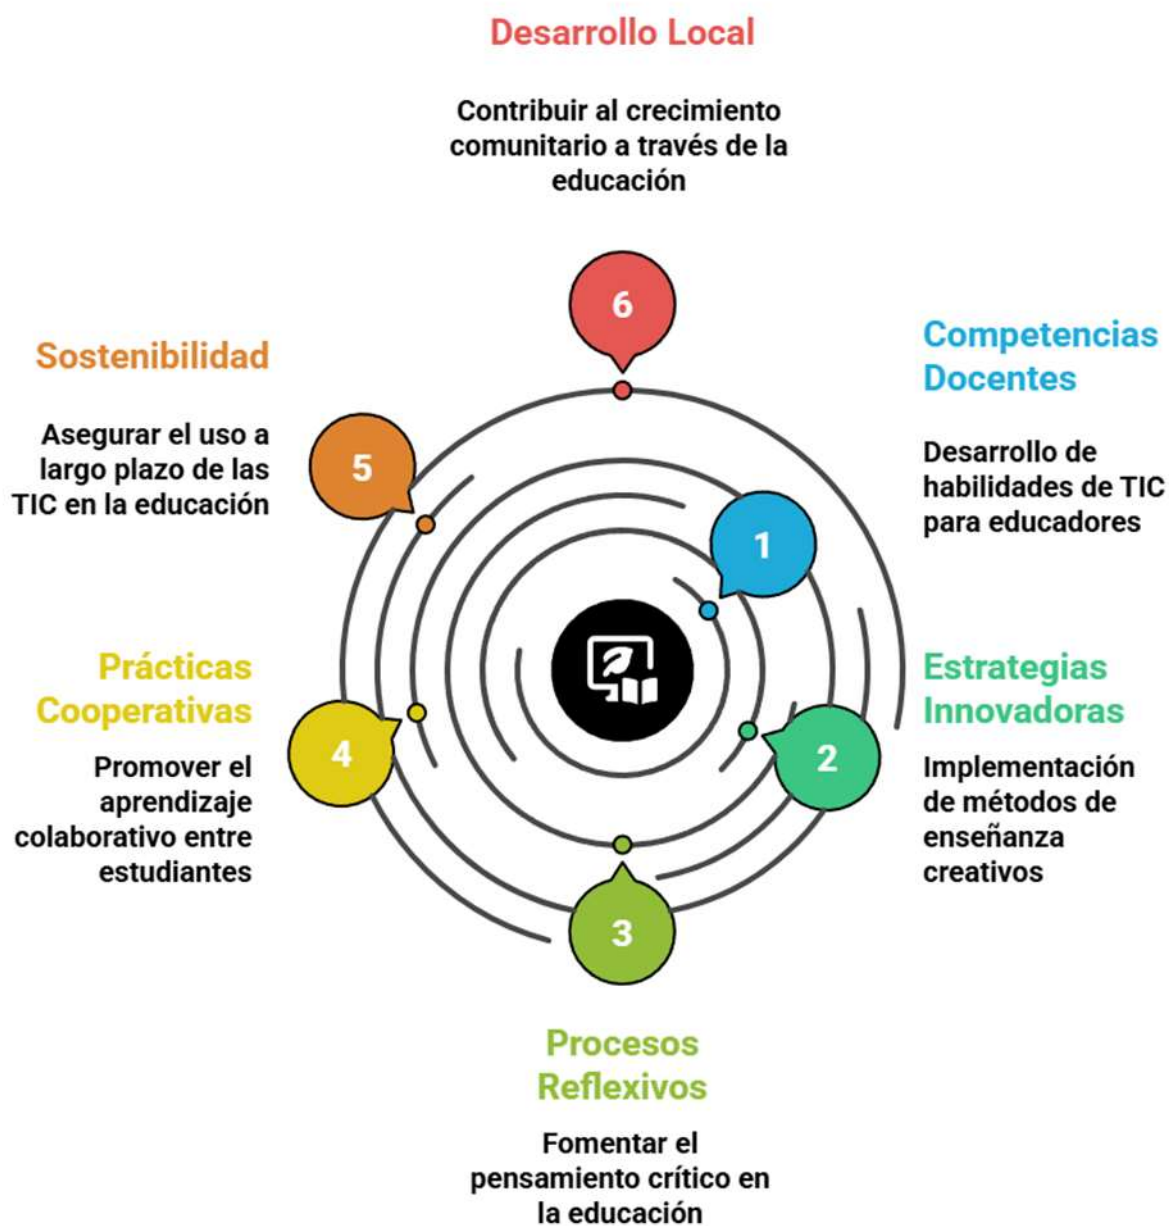 Desarrollo Local
Contribuir al crecimiento
comunitario a través de la
educación
6
Competencias
Docentes
Desarrollo de
habilidades de TIC
para educadores
1
Sostenibilidad
Asegurar el uso a
largo plazo de las
TIC en la educación
5
Estrategias
Innovadoras
Implementación
de métodos de
enseñanza
creativos
2
Prácticas
Cooperativas
Promover el
aprendizaje
colaborativo entre
estudiantes
4
3
Procesos
Reflexivos
Fomentar el
pensamiento crítico en
la educación